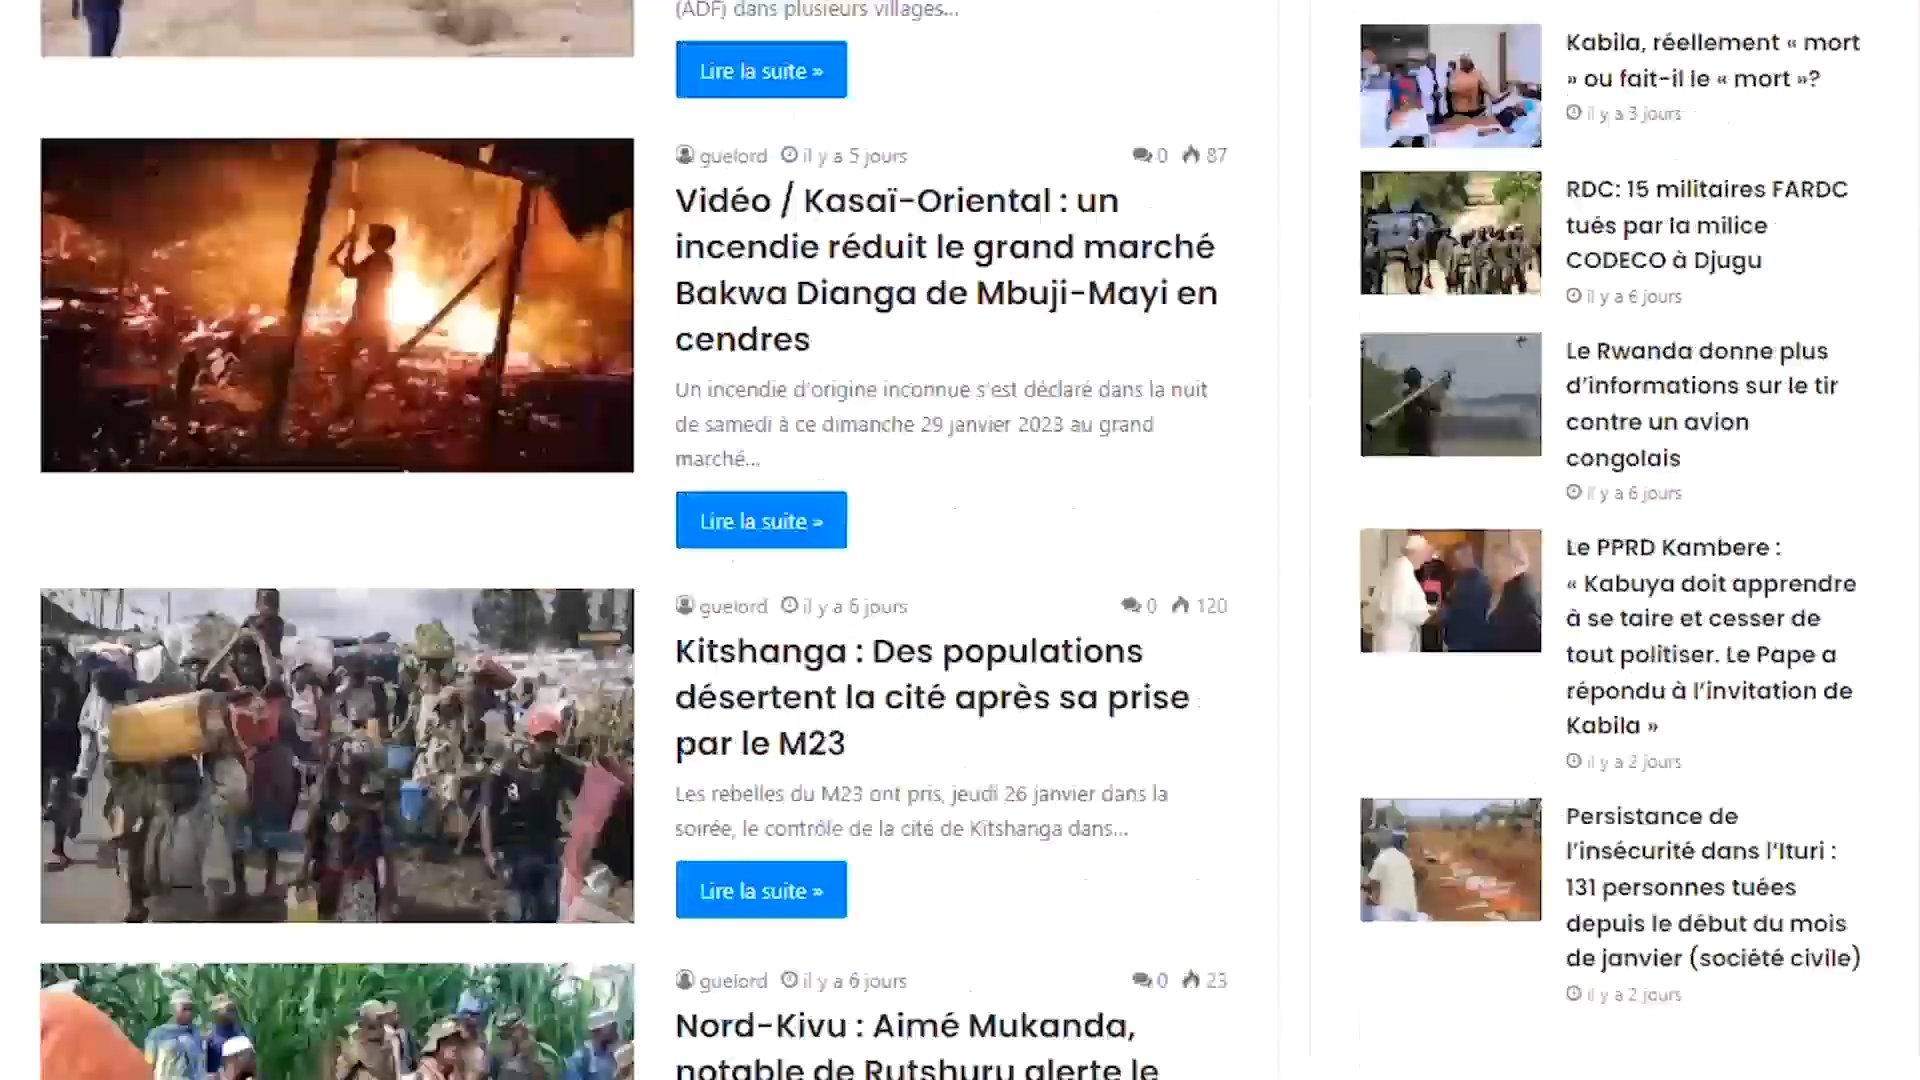 (ADF) dans plusieurs villages...
Lire la suite »
guelord il y a 5 jours 0 87
Vidéo / Kasaï-Oriental : un
incendie réduit le grand marché
Bakwa Dianga de Mbuji-Mayi en
cendres
Un incendie d'origine inconnue s'est déclaré dans la nuit
de samedi à ce dimanche 29 janvier 2023 au grand
marché...
Lire la suite »
guelord il y a 6 jours 0 120
Kitshanga : Des populations
désertent la cité après sa prise
par le M23
Les rebelles du M23 ont pris, jeudi 26 janvier dans la
soirée, le contrôle de la cité de Kitshanga dans...
Lire la suite »
guelord il y a 6 jours 0 23
Nord-Kivu : Aimé Mukanda,
notable de Rutshuru alerte le
Kabila, réellement « mort
» ou fait-il le « mort »?
il y a 3 jours
RDC: 15 militaires FARDC
tués par la milice
CODECO à Djugu
il y a 6 jours
Le Rwanda donne plus
d'informations sur le tir
contre un avion
congolais
il y a 6 jours
Le PPRD Kambere :
« Kabuya doit apprendre
à se taire et cesser de
tout politiser. Le Pape a
répondu à l'invitation de
Kabila »
il y a 2 jours
Persistance de
l'insécurité dans l'Ituri :
131 personnes tuées
depuis le début du mois
de janvier (société civile)
il y a 2 jours